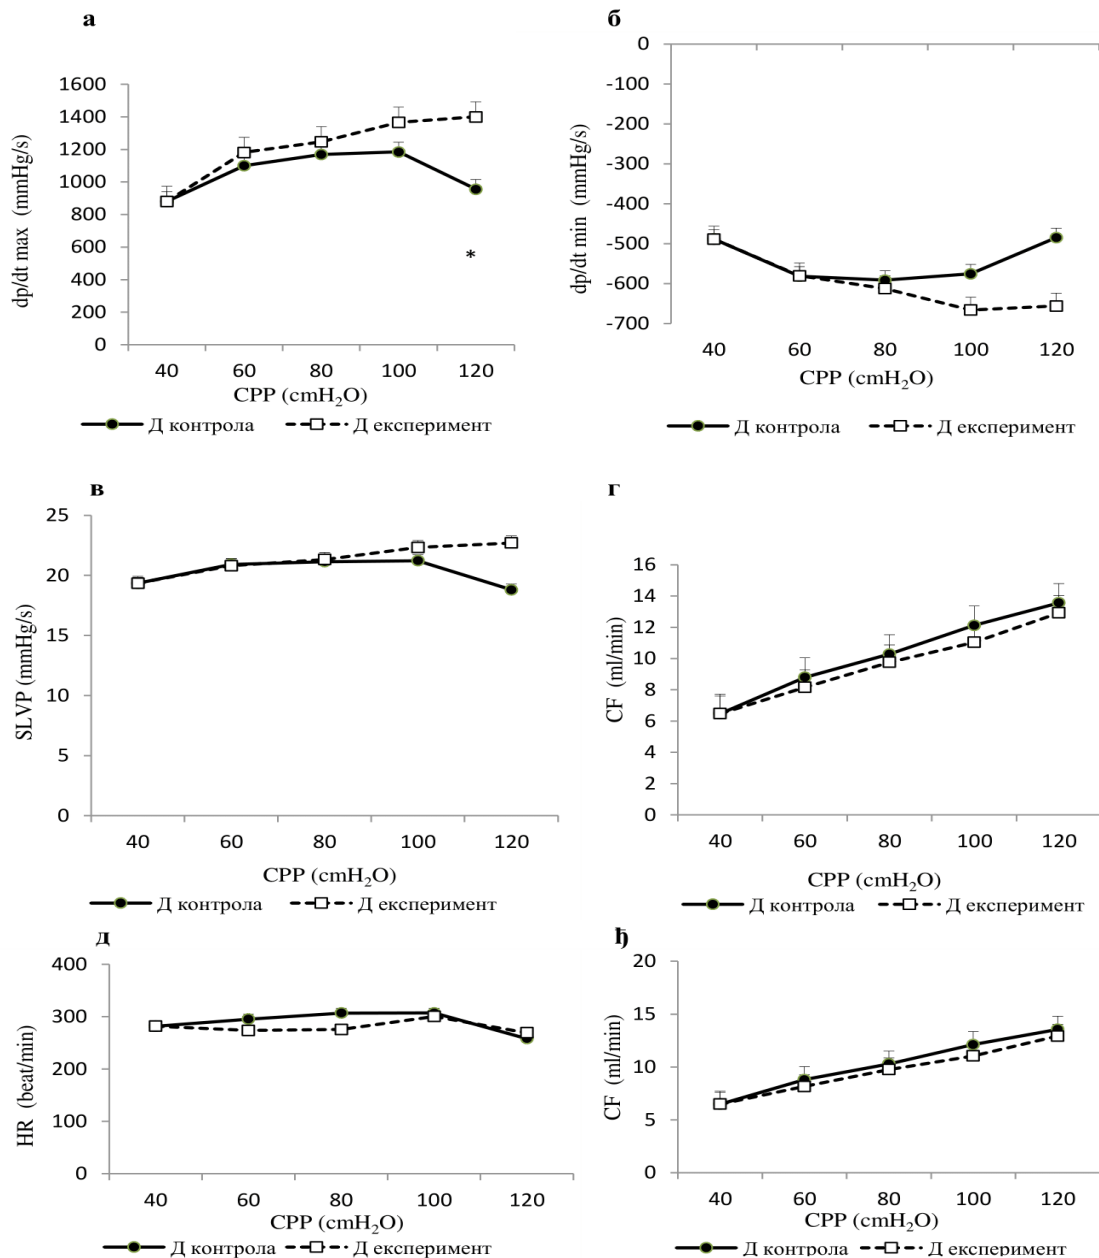 а
dp/dt max (mmHg/s)
1600
1400
1200
1000
800
600
400
200
0
*
40 60 80 100 120
CPP (cmH₂O)
Д контрола Д експеримент
б
dp/dt min (mmHg/s)
0
-100
-200
-300
-400
-500
-600
-700
40 60 80 100 120
CPP (cmH₂O)
Д контрола Д експеримент
в
SLVP (mmHg/s)
25
20
15
10
5
0
40 60 80 100 120
CPP (cmH₂O)
Д контрола Д експеримент
г
CF (ml/min)
16
14
12
10
8
6
4
2
0
40 60 80 100 120
CPP (cmH₂O)
Д контрола Д експеримент
д
HR (beat/min)
400
300
200
100
0
40 60 80 100 120
CPP (cmH₂O)
Д контрола Д експеримент
ђ
CF (ml/min)
20
15
10
5
0
40 60 80 100 120
CPP (cmH₂O)
Д контрола Д експеримент